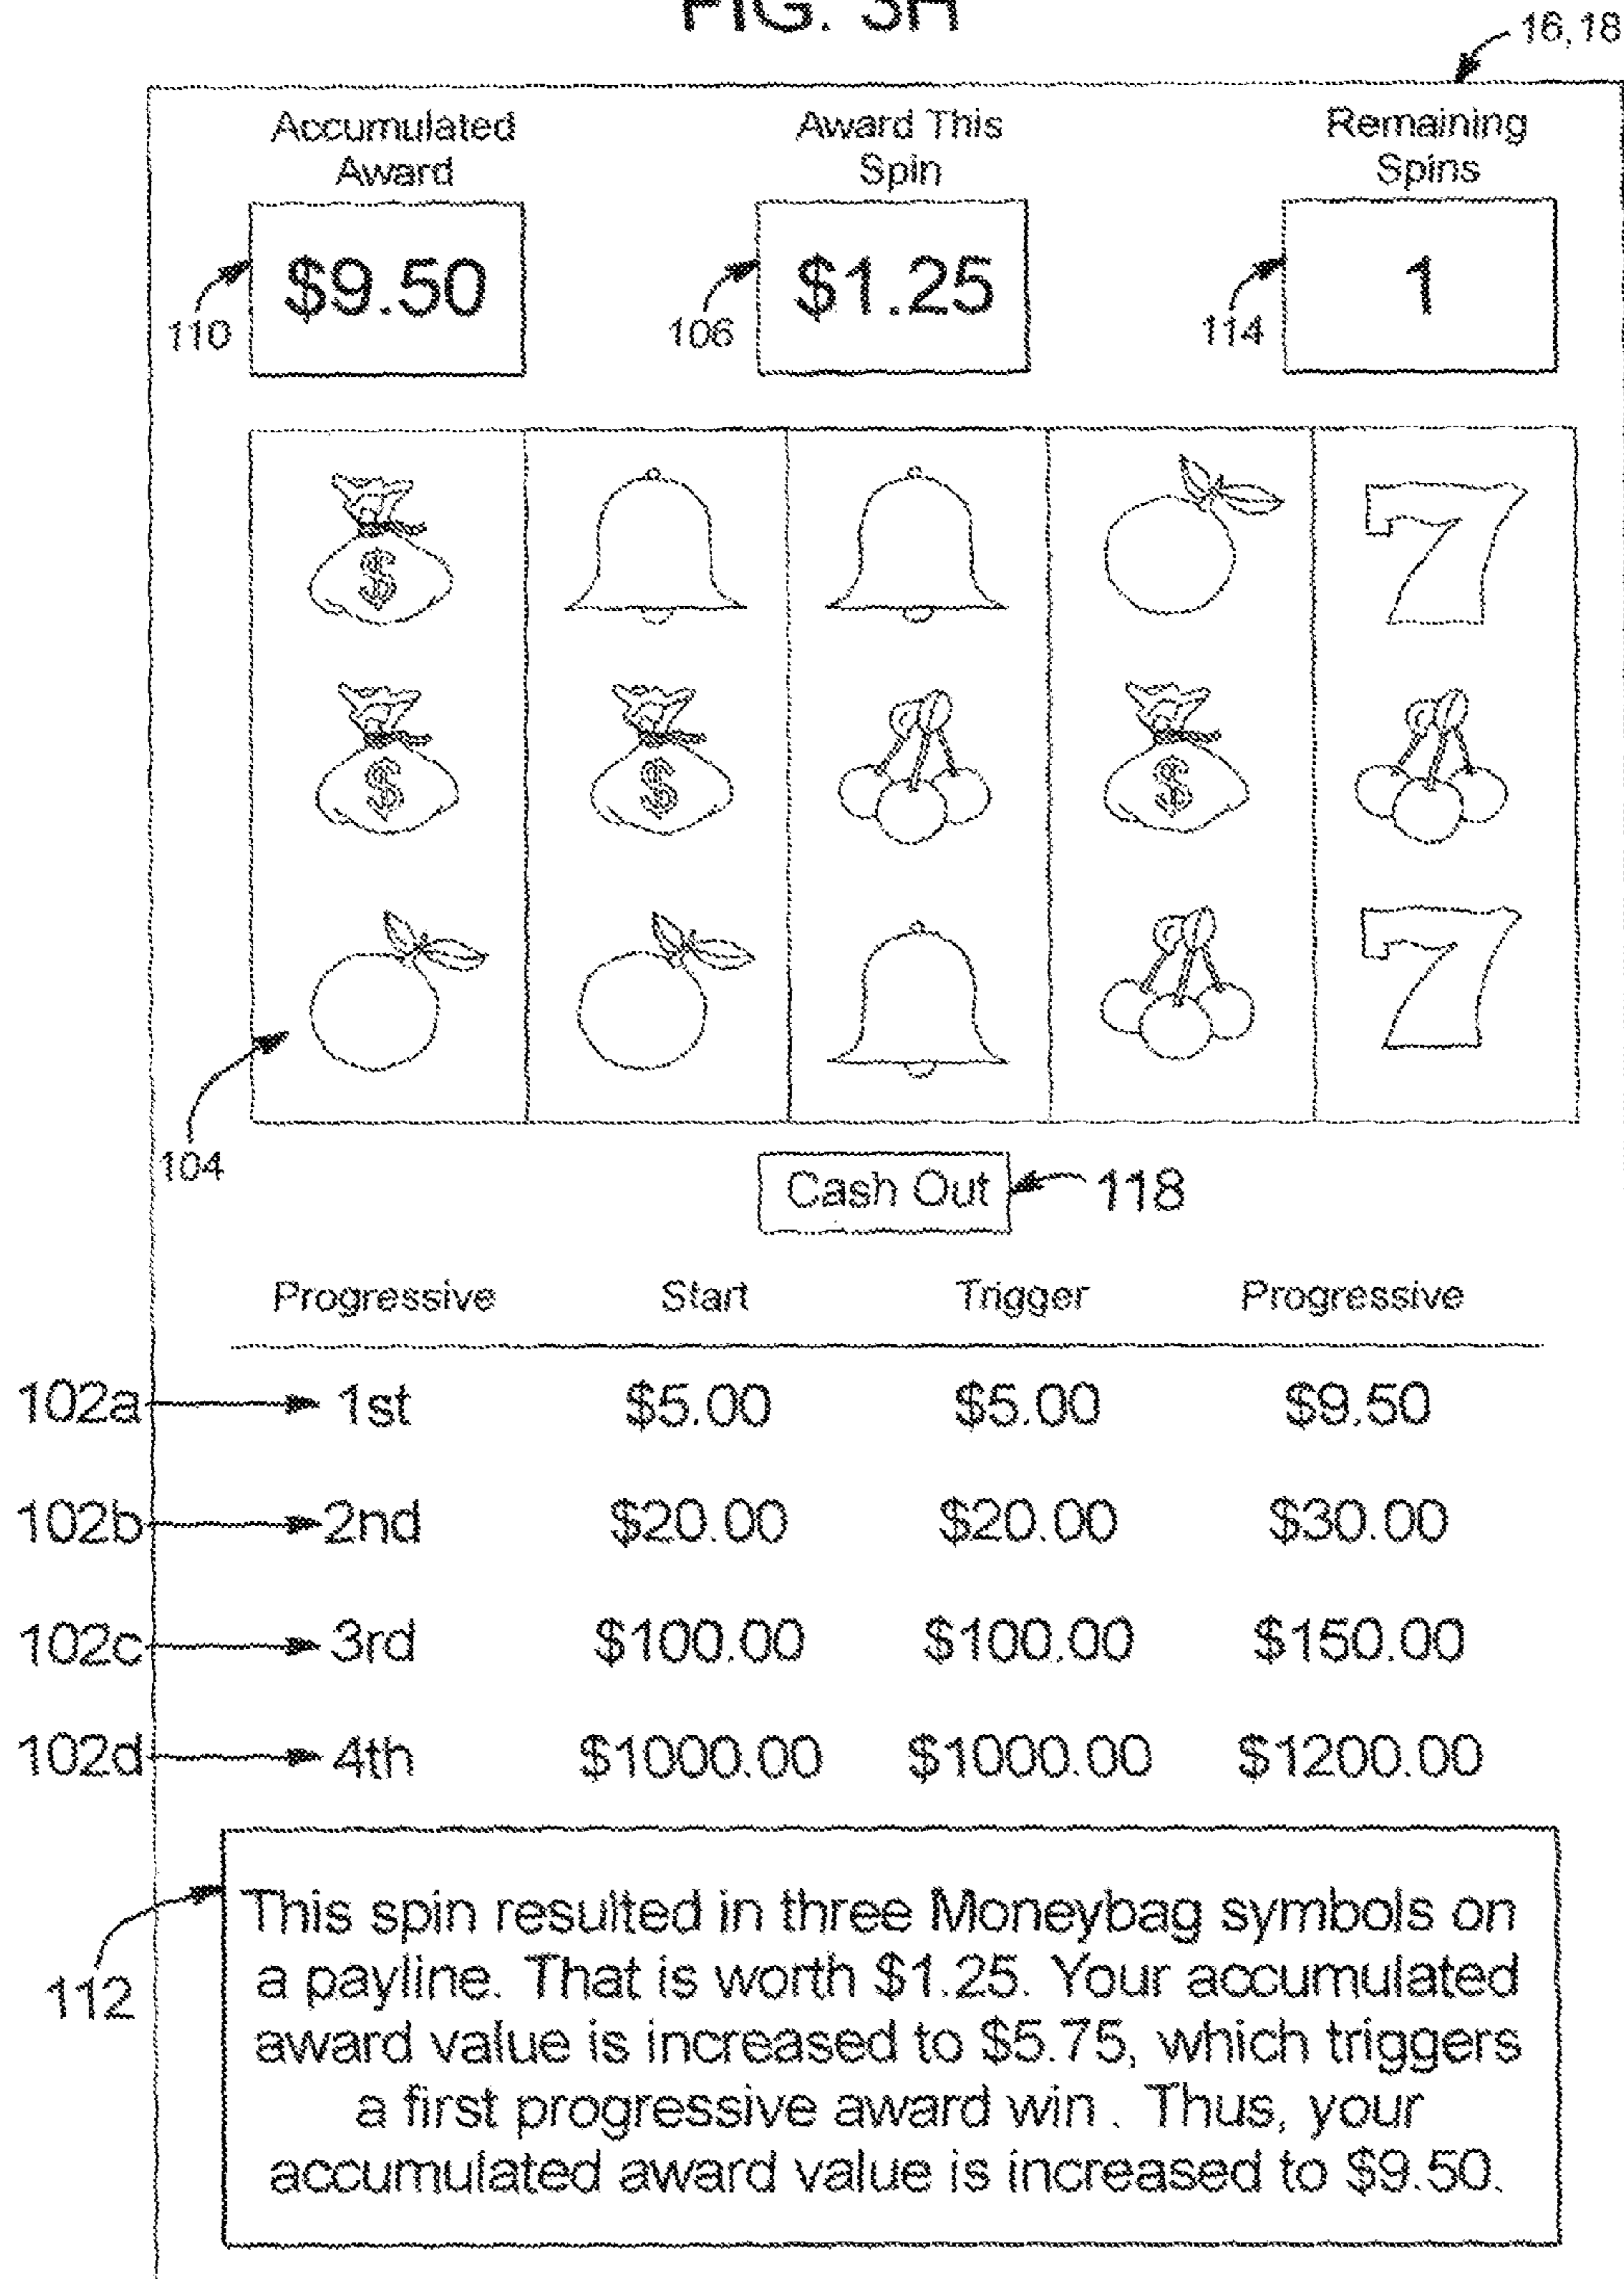 FIG. 3H
16, 18
Accumulated Award This Remaining
Award Spin Spins
$9.50 $1.25 1
110 106 114
$ 7
$ $ $
7
104
Cash Out 118
Progressive Start Trigger Progressive
102a 1st $5.00 $5.00 $9.50
102b 2nd $20.00 $20.00 $30.00
102c 3rd $100.00 $100.00 $150.00
102d 4th $1000.00 $1000.00 $1200.00
This spin resulted in three Moneybag symbols on
a payline. That is worth $1.25. Your accumulated
112 award value is increased to $5.75, which triggers
a first progressive award win . Thus, your
accumulated award value is increased to $9.50.